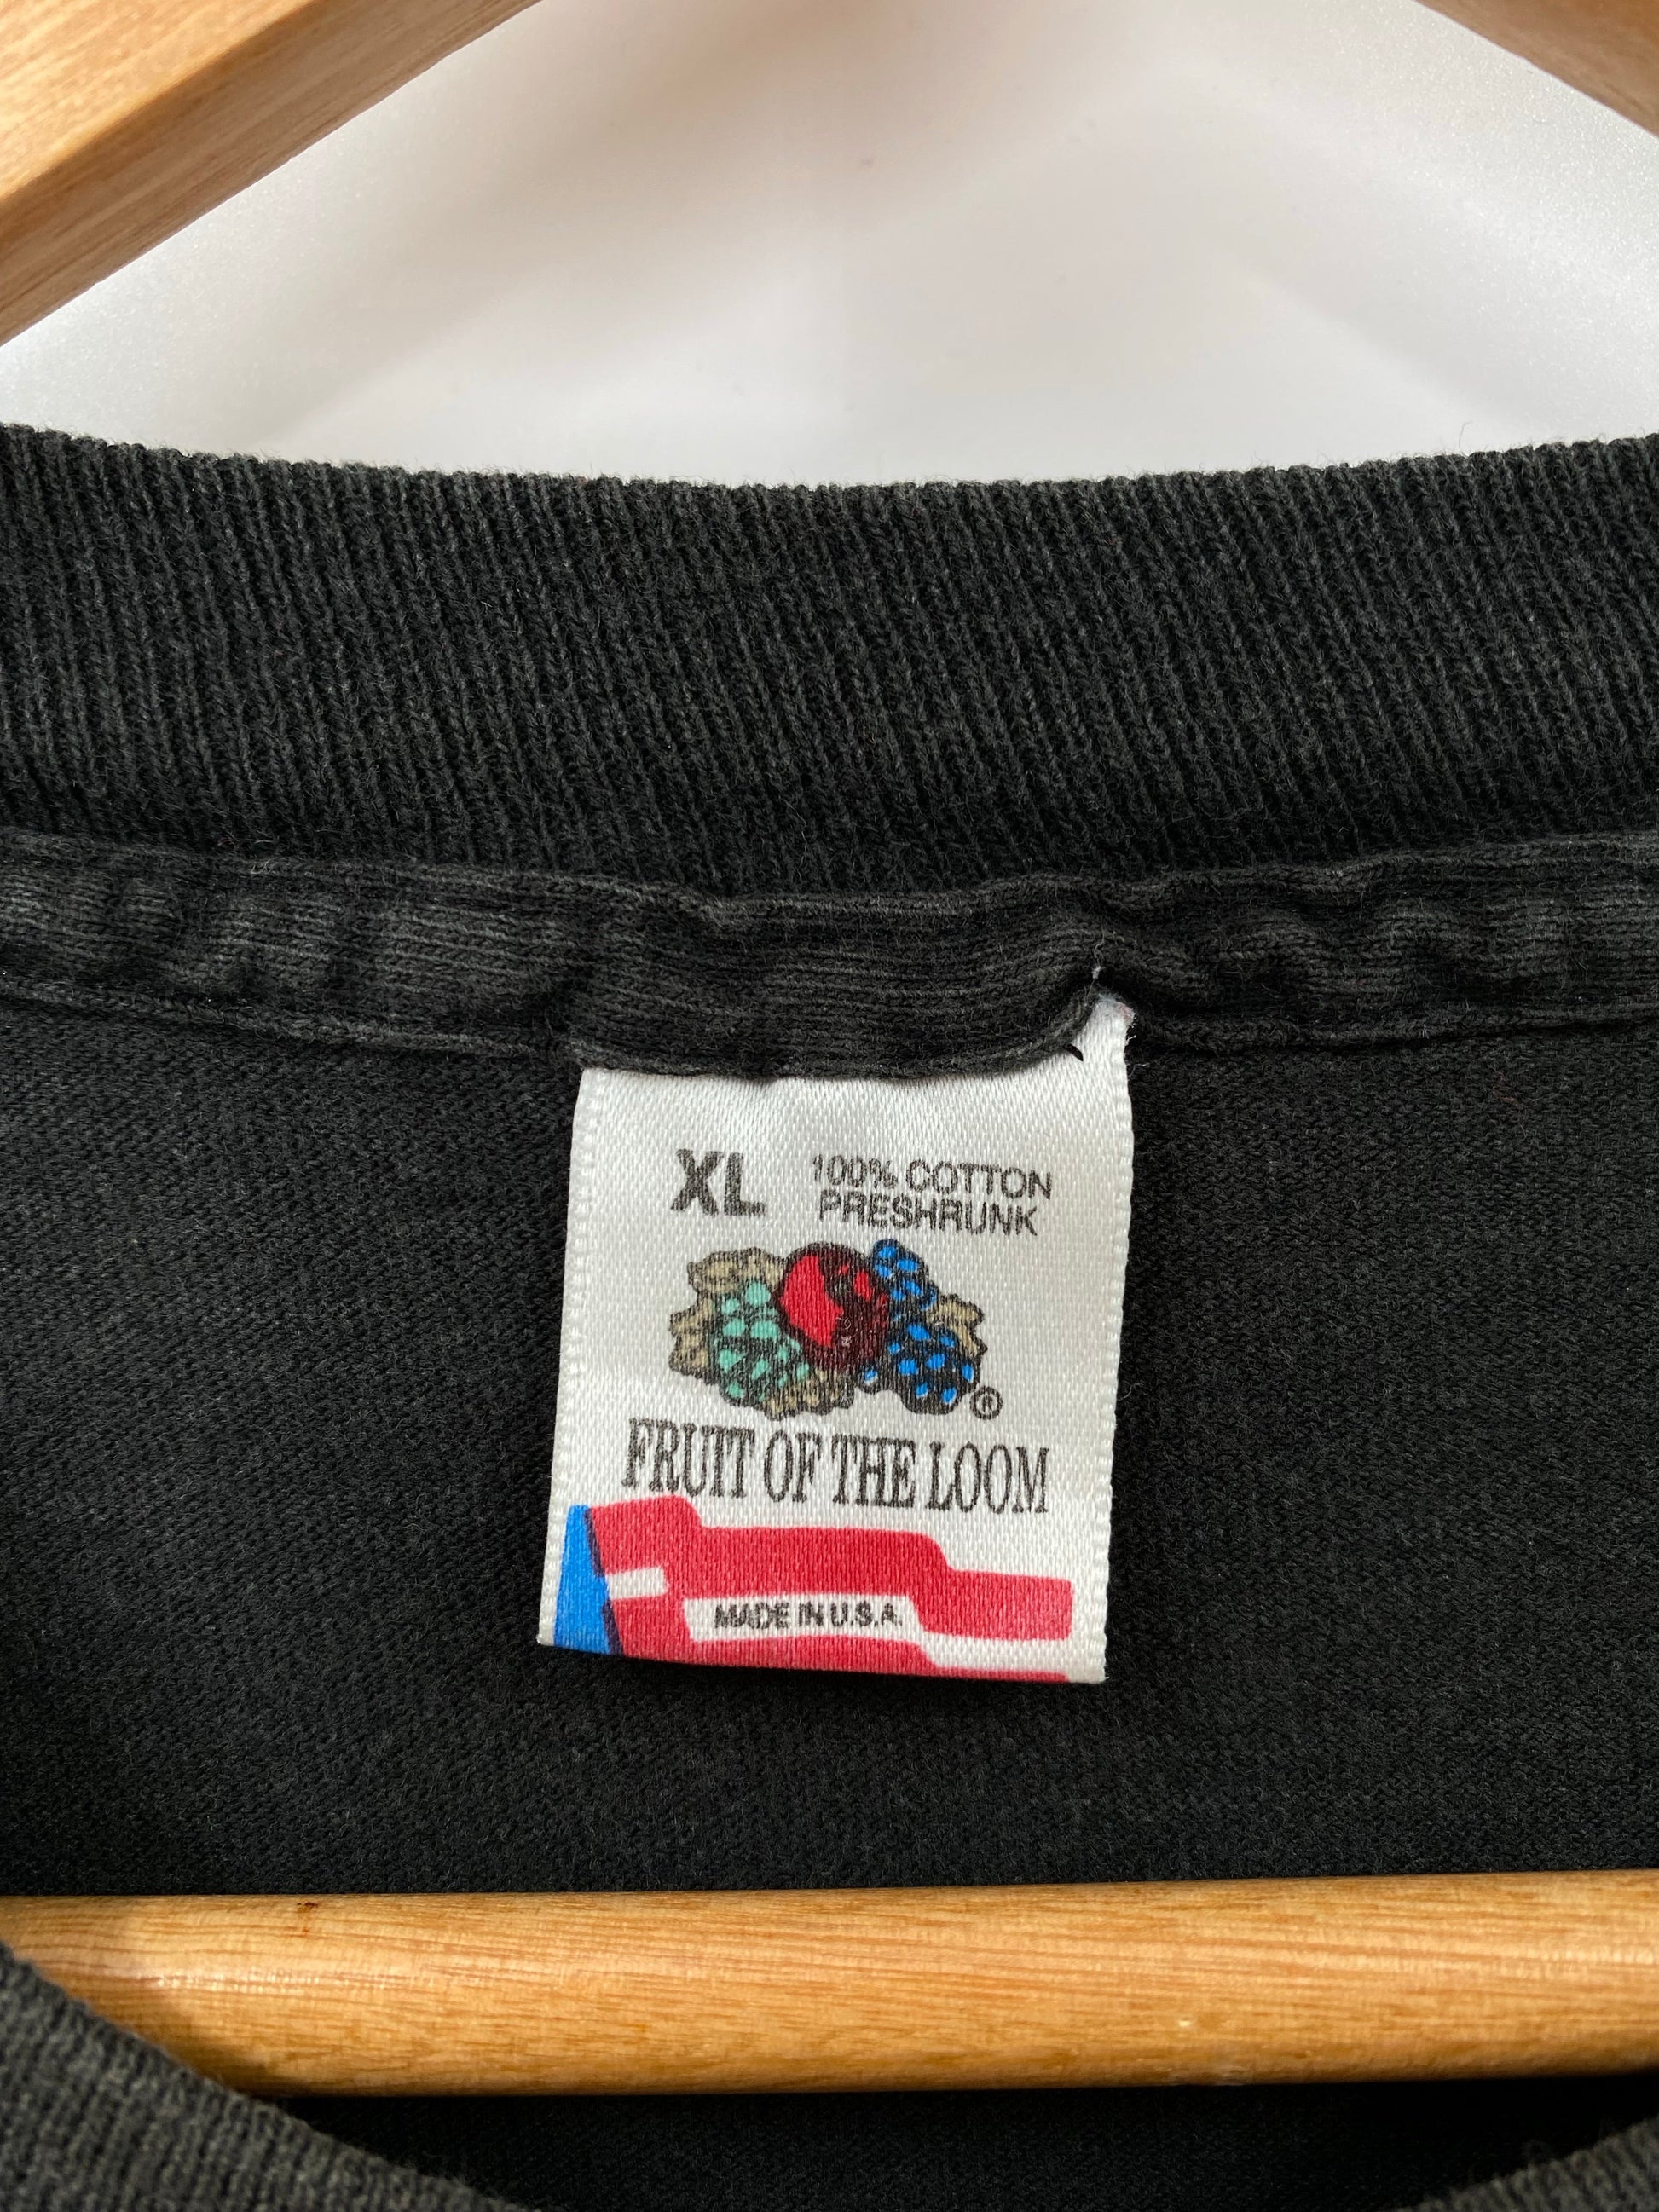 XL
100% COTTON
PRESHRUNK
®
FRUIT OF THE LOOM
MADE IN U.S.A.